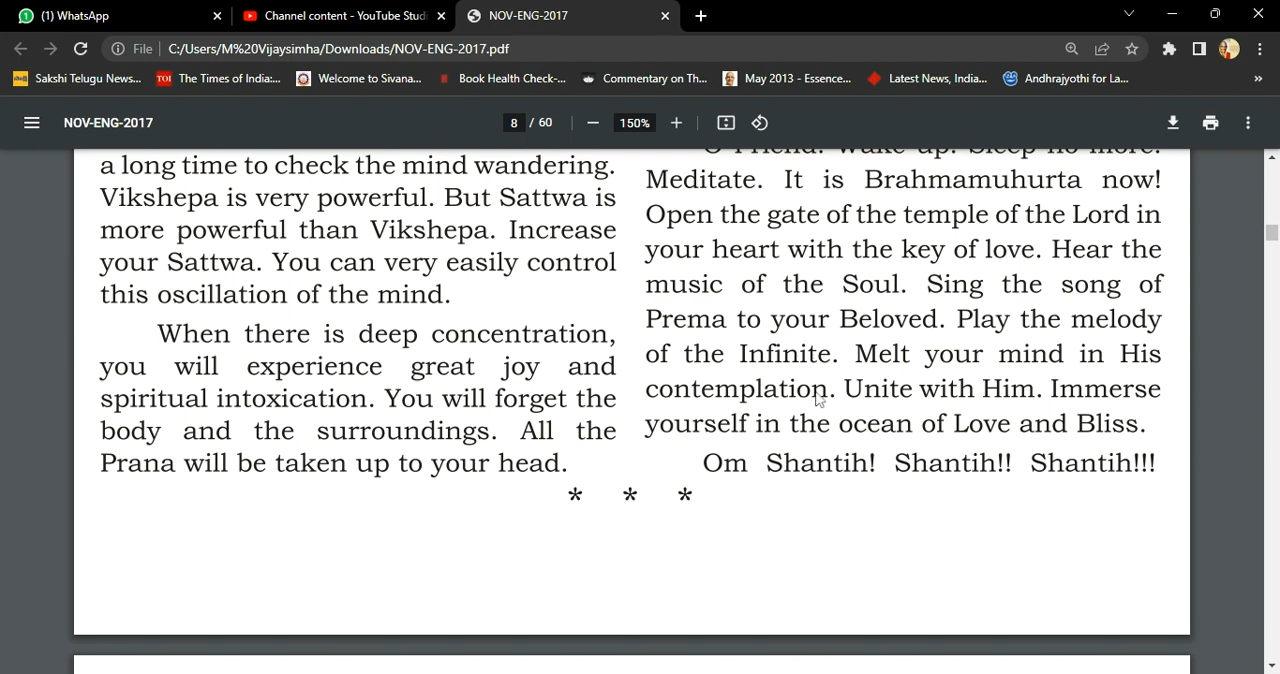 (1) WhatsApp
Channel content - YouTube Studi
NOV-ENG-2017
File
C:/Users/M%20Vijaysimha/Downloads/NOV-ENG-2017.pdf
Sakshi Telugu News...
TOI
The Times of India:...
Welcome to Sivana...
Book Health Check-...
Commentary on Th...
May 2013 - Essence...
Latest News, India...
Andhrajyothi for La...
NOV-ENG-2017
8 / 60
150%
a long time to check the mind wandering.
Vikshepa is very powerful. But Sattwa is
more powerful than Vikshepa. Increase
your Sattwa. You can very easily control
this oscillation of the mind.
When there is deep concentration,
you will experience great joy and
spiritual intoxication. You will forget the
body and the surroundings. All the
Prana will be taken up to your head.
O Friend! Wake up! Sleep no more.
Meditate. It is Brahmamuhurta now!
Open the gate of the temple of the Lord in
your heart with the key of love. Hear the
music of the Soul. Sing the song of
Prema to your Beloved. Play the melody
of the Infinite. Melt your mind in His
contemplation. Unite with Him. Immerse
yourself in the ocean of Love and Bliss.
Om Shantih! Shantih!! Shantih!!!
* * *